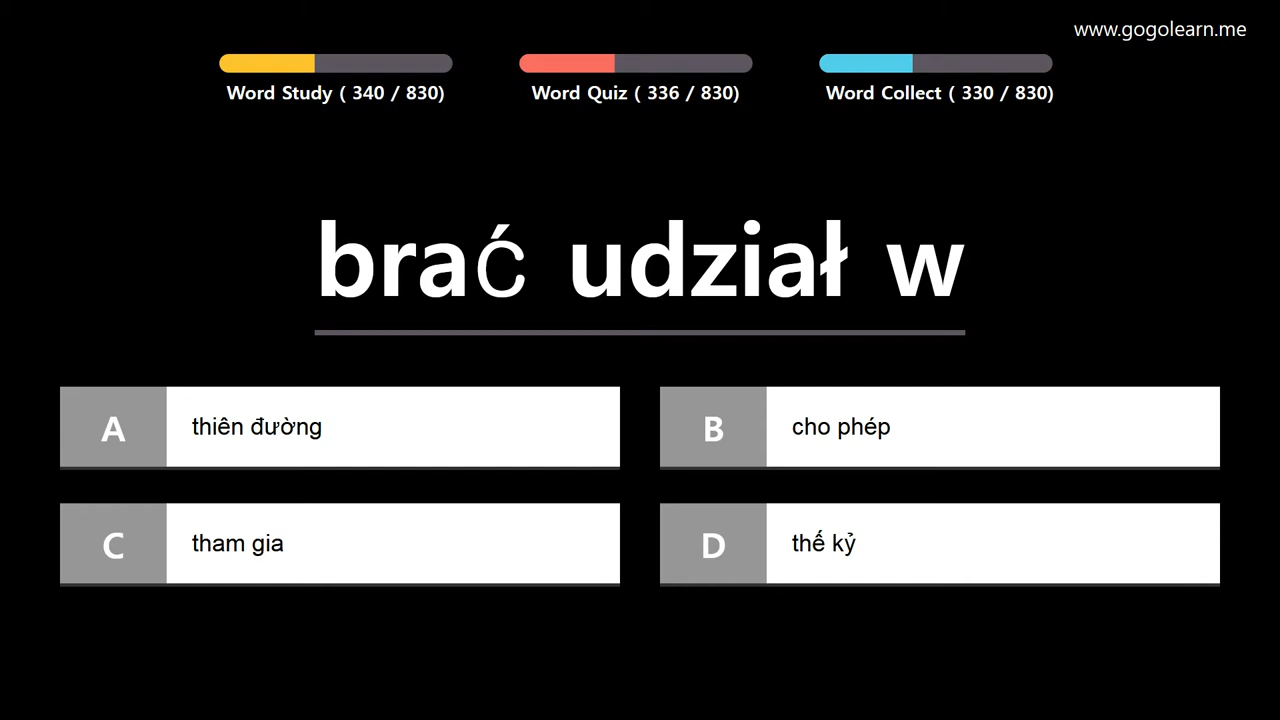 www.gogolearn.me
Word Study ( 340 / 830)
Word Quiz ( 336 / 830)
Word Collect ( 330 / 830)
brać udział w
A thiên đường
B cho phép
C tham gia
D thế kỷ